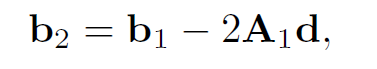 b₂ = b₁ − 2A₁d,